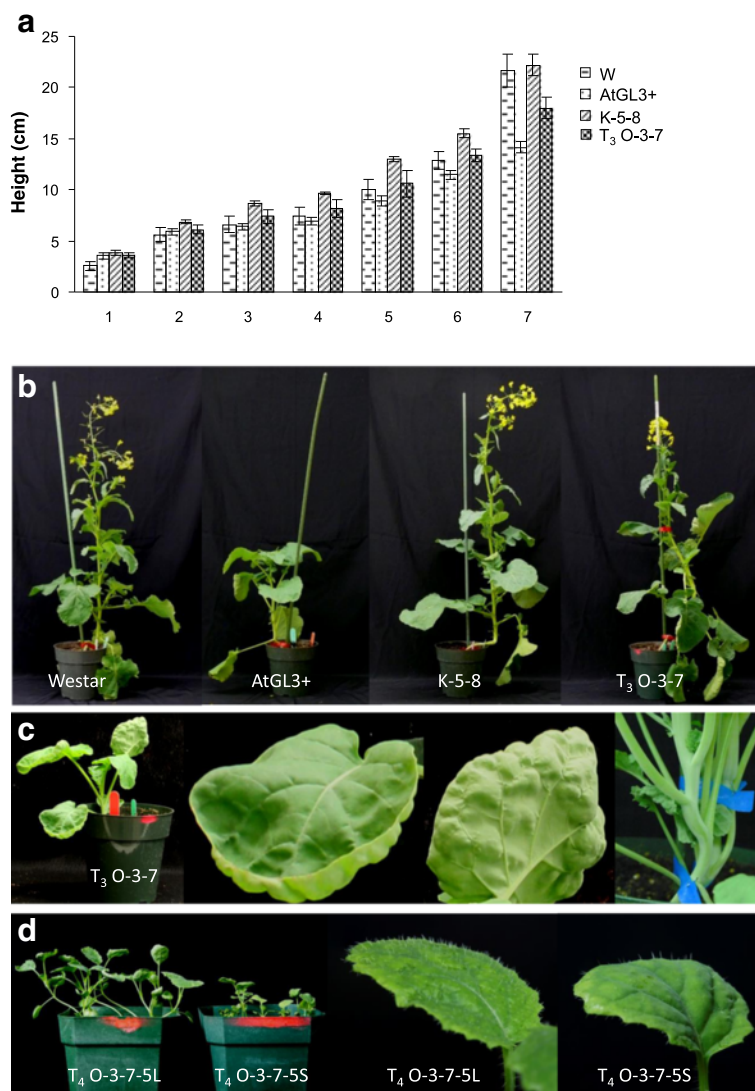 a
Height (cm)
25
20
15
10
5
0
1 2 3 4 5 6 7
W
AtGL3+
K-5-8
T3 O-3-7
b
Westar AtGL3+ K-5-8 T3 O-3-7
c
T3 O-3-7
d
T4 O-3-7-5L T4 O-3-7-5S T4 O-3-7-5L T4 O-3-7-5S